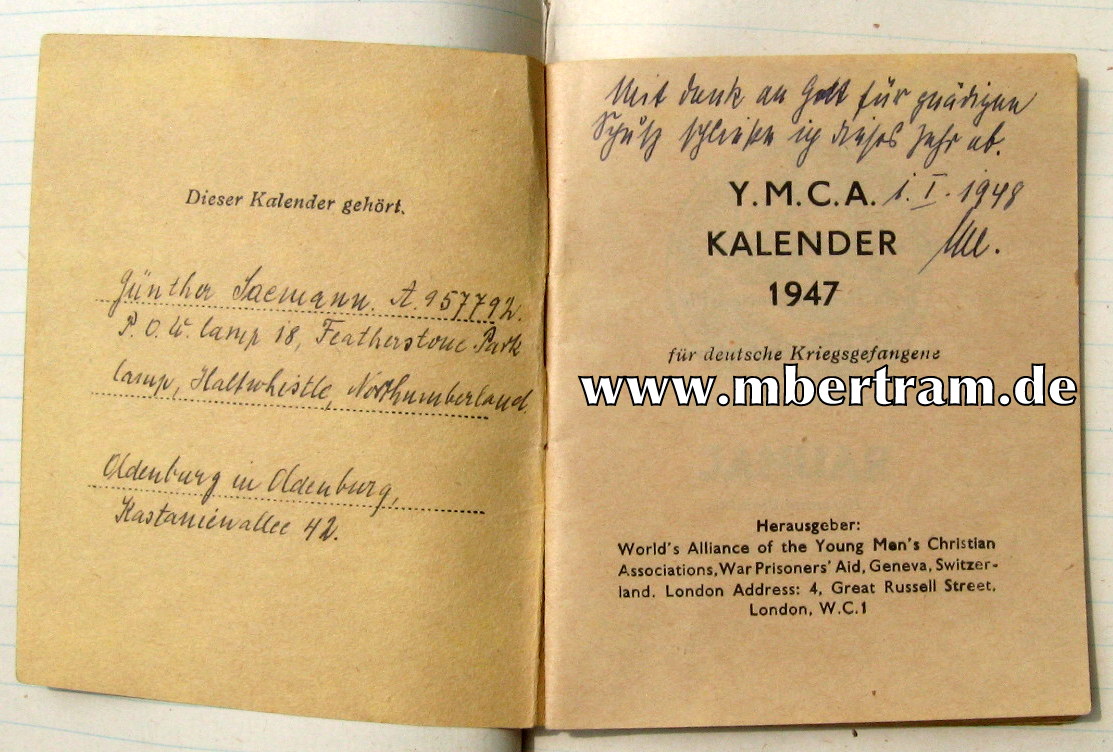 Dieser Kalender gehört.
Günther Saemann. A. 957792.
P.O.W. Camp 18, Featherstone Park
Camp, Haltwhistle, Northumberland
Oldenburg in Oldenburg,
Kastanienallee 42.
Mit Dank an Gott für gnädigen
Schutz schließe ich dieses Jahr ab.
Y.M.C.A. 1. I. 1948
KALENDER
1947
für deutsche Kriegsgefangene
www.mbertram.de
Herausgeber:
World's Alliance of the Young Men's Christian
Associations, War Prisoners' Aid, Geneva, Switzer-
land. London Address: 4, Great Russell Street,
London, W.C.1